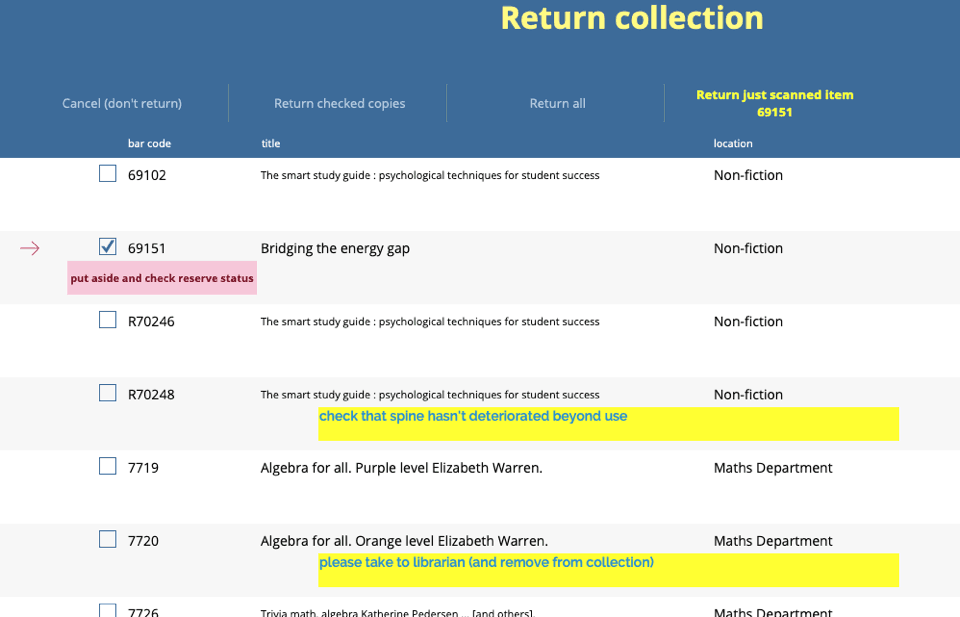 Return collection
Cancel (don't return)
Return checked copies
Return all
Return just scanned item
69151
bar code title location
69102 The smart study guide : psychological techniques for student success Non-fiction
69151 Bridging the energy gap Non-fiction
put aside and check reserve status
R70246 The smart study guide : psychological techniques for student success Non-fiction
R70248 The smart study guide : psychological techniques for student success Non-fiction
check that spine hasn't deteriorated beyond use
7719 Algebra for all. Purple level Elizabeth Warren. Maths Department
7720 Algebra for all. Orange level Elizabeth Warren. Maths Department
please take to librarian (and remove from collection)
7726 Trivia math. algebra Katherine Pedersen ... [and others]. Maths Department